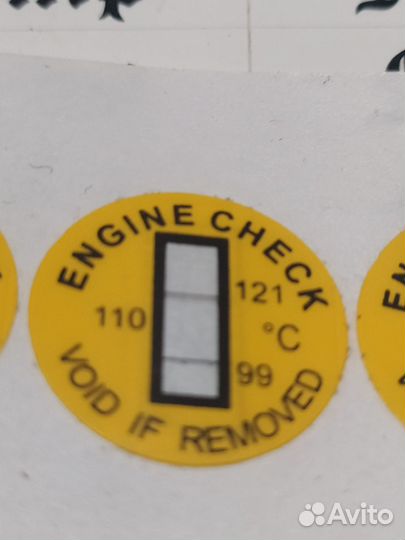 ENGINE CHECK
121
110
°C
99
VOID IF REMOVED
Avito